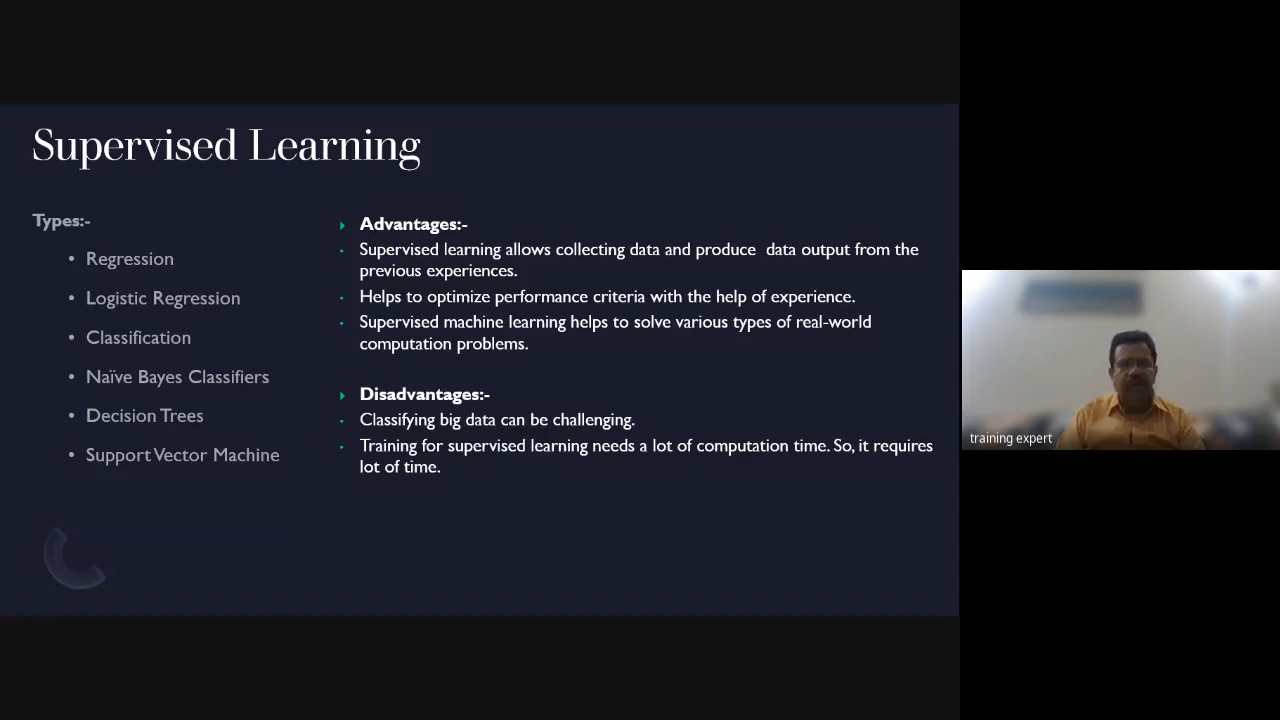 Supervised Learning
Types:-
• Regression
• Logistic Regression
• Classification
• Naïve Bayes Classifiers
• Decision Trees
• Support Vector Machine
Advantages:-
Supervised learning allows collecting data and produce data output from the
previous experiences.
Helps to optimize performance criteria with the help of experience.
Supervised machine learning helps to solve various types of real-world
computation problems.
Disadvantages:-
Classifying big data can be challenging.
Training for supervised learning needs a lot of computation time. So, it requires
lot of time.
training expert